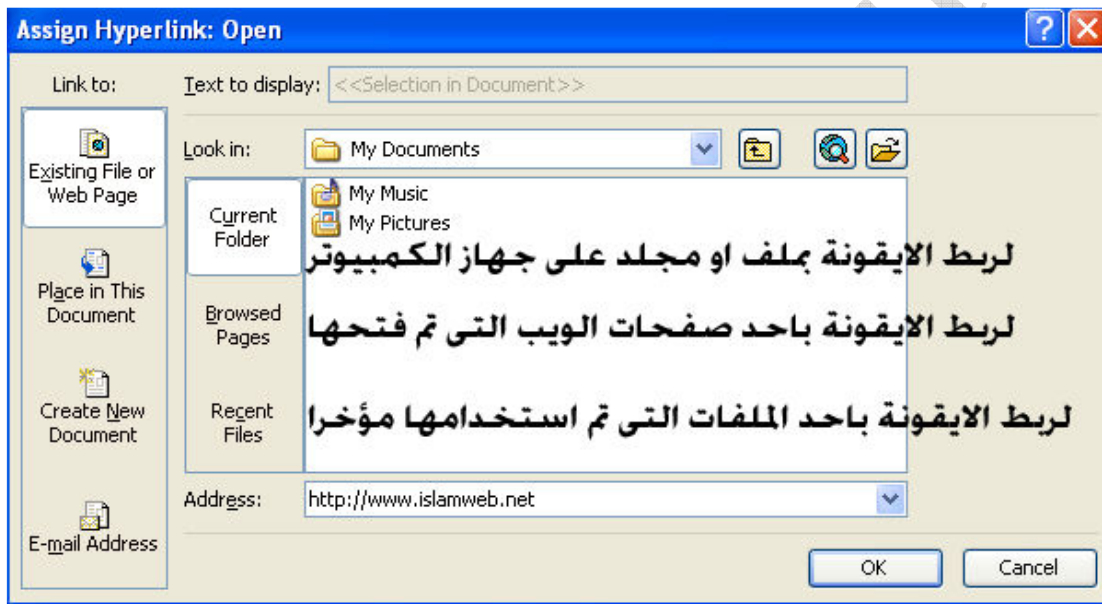 Assign Hyperlink: Open
Link to:
Text to display: <<Selection in Document>>
Existing File or
Web Page
Look in: My Documents
My Music
My Pictures
Current
Folder
لربط الايقونة بملف او مجلد على جهاز الكمبيوتر
Place in This
Document
Browsed
Pages
لربط الايقونة باحد صفحات الويب التى تم فتحها
Create New
Document
Recent
Files
لربط الايقونة باحد الملفات التى تم استخدامها مؤخرا
Address: http://www.islamweb.net
E-mail Address
OK
Cancel